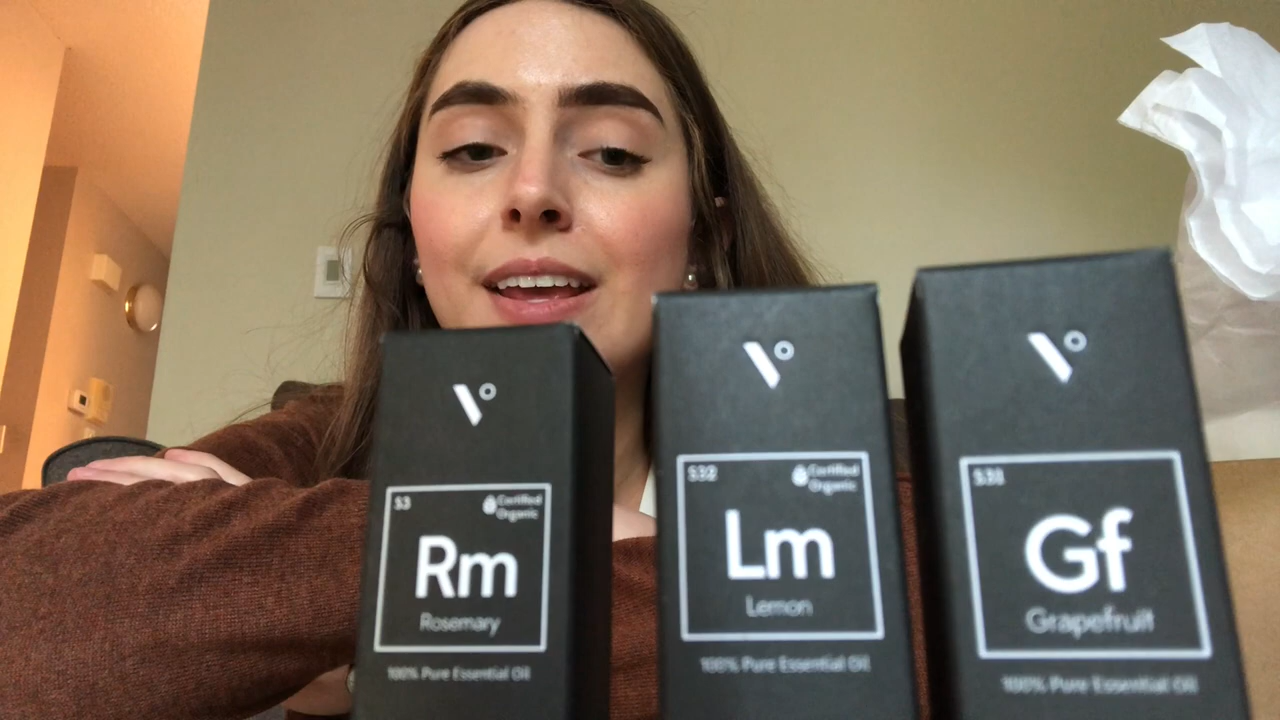 S3
Certified
Organic
Rm
Rosemary
100% Pure Essential Oil
S32
Certified
Organic
Lm
Lemon
100% Pure Essential Oil
S31
Gf
Grapefruit
100% Pure Essential Oil